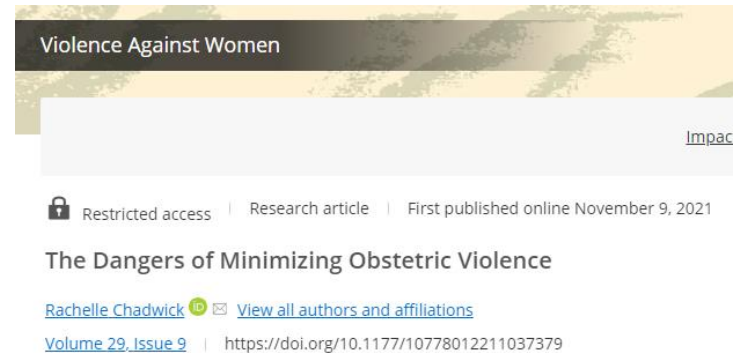 Violence Against Women
Impac
Restricted access | Research article | First published online November 9, 2021
The Dangers of Minimizing Obstetric Violence
Rachelle Chadwick iD View all authors and affiliations
Volume 29, Issue 9 | https://doi.org/10.1177/10778012211037379